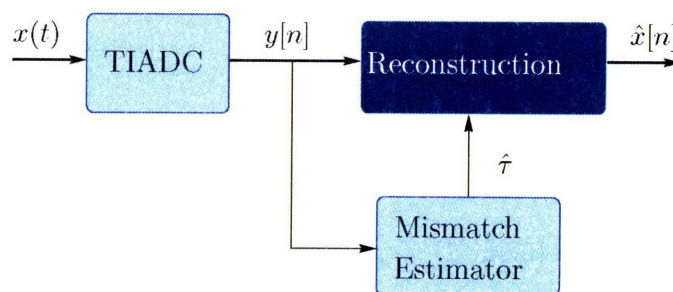 x(t)
TIADC
y[n]
Reconstruction
x̂[n]
τ̂
Mismatch
Estimator